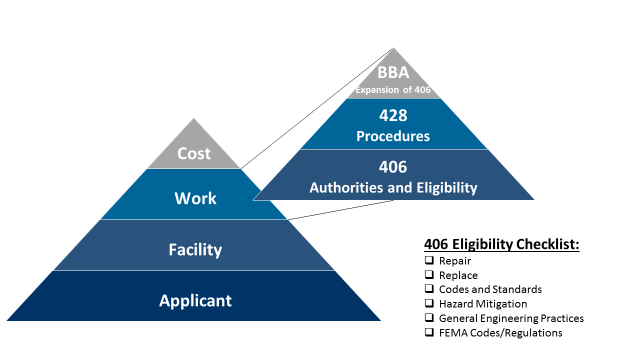 BBA
Expansion of 406
428
Procedures
406
Authorities and Eligibility
Cost
Work
Facility
Applicant
406 Eligibility Checklist:
Repair
Replace
Codes and Standards
Hazard Mitigation
General Engineering Practices
FEMA Codes/Regulations